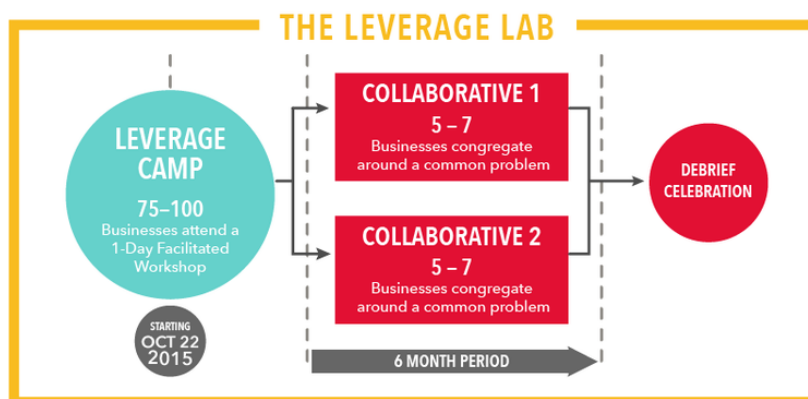 THE LEVERAGE LAB
LEVERAGE
CAMP
75–100
Businesses attend a
1-Day Facilitated
Workshop
STARTING
OCT 22
2015
COLLABORATIVE 1
5 – 7
Businesses congregate
around a common problem
COLLABORATIVE 2
5 – 7
Businesses congregate
around a common problem
6 MONTH PERIOD
DEBRIEF
CELEBRATION